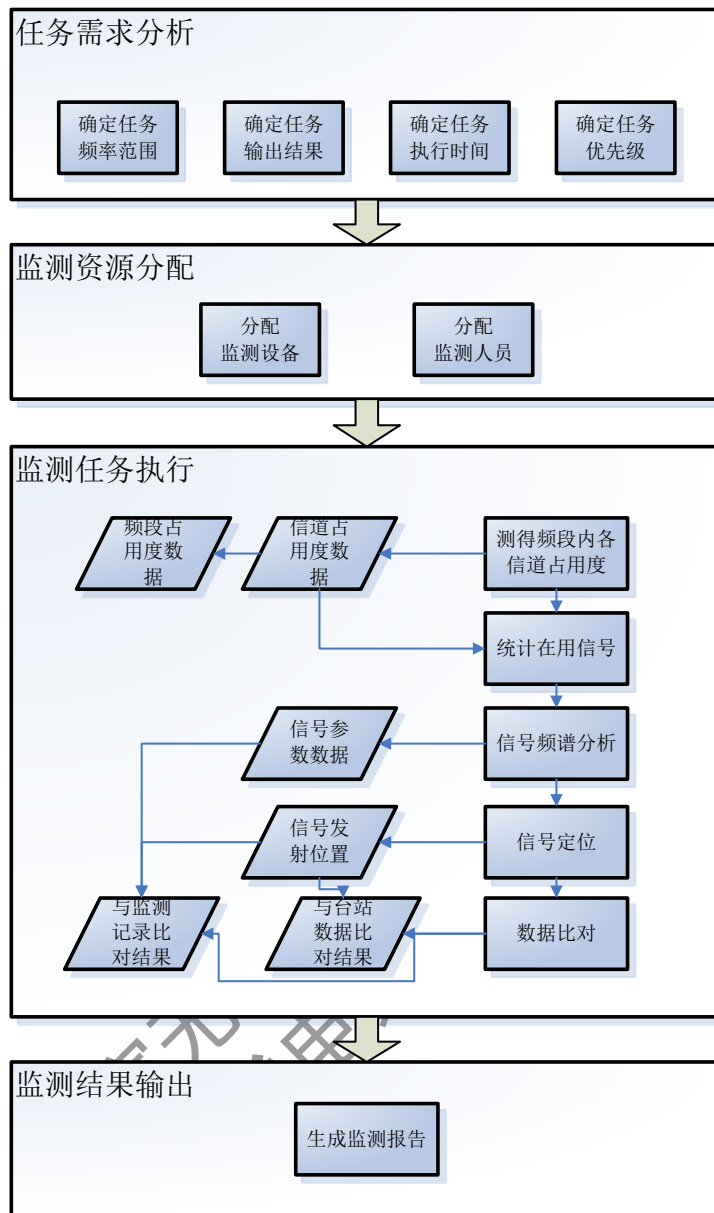 任务需求分析
确定任务
频率范围
确定任务
输出结果
确定任务
执行时间
确定任务
优先级
监测资源分配
分配
监测设备
分配
监测人员
监测任务执行
频段占
用度数
据
信道占
用度数
据
测得频段内各
信道占用度
统计在用信号
信号参
数数据
信号频谱分析
信号发
射位置
信号定位
与监测
记录比
对结果
与台站
数据比
对结果
数据比对
监测结果输出
生成监测报告